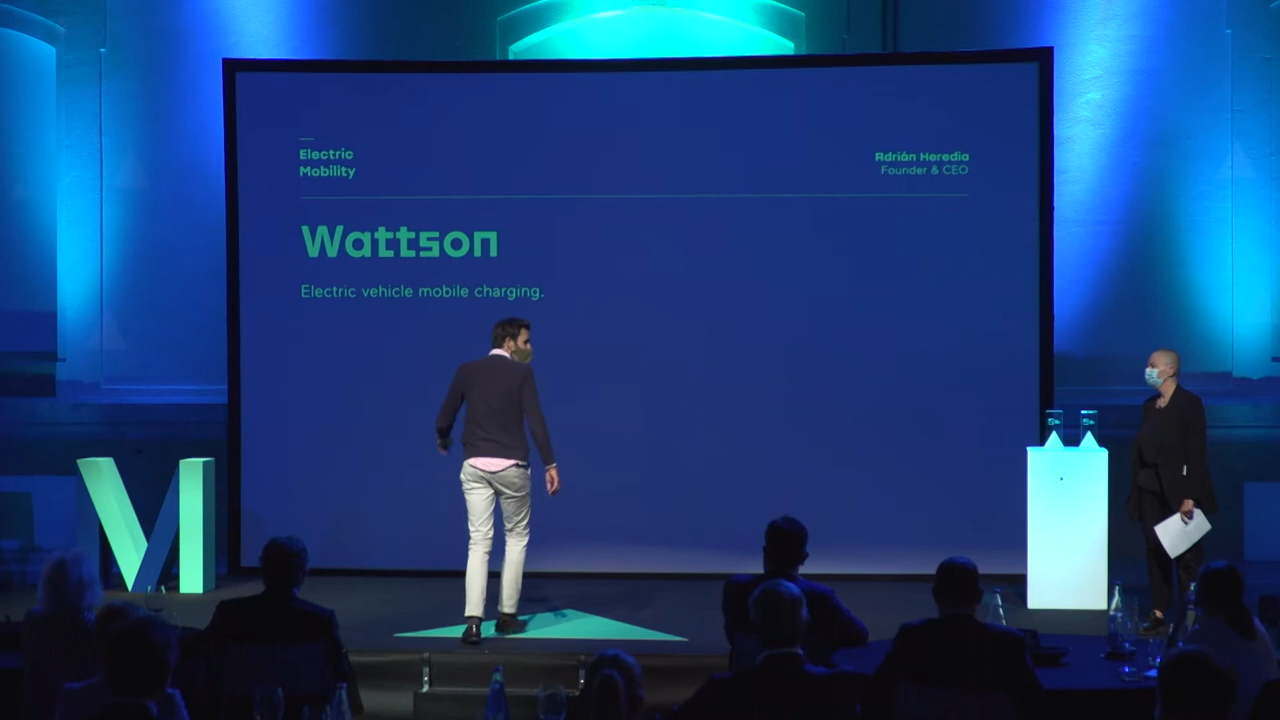 Electric
Mobility
Adrián Heredia
Founder & CEO
Wattson
Electric vehicle mobile charging.